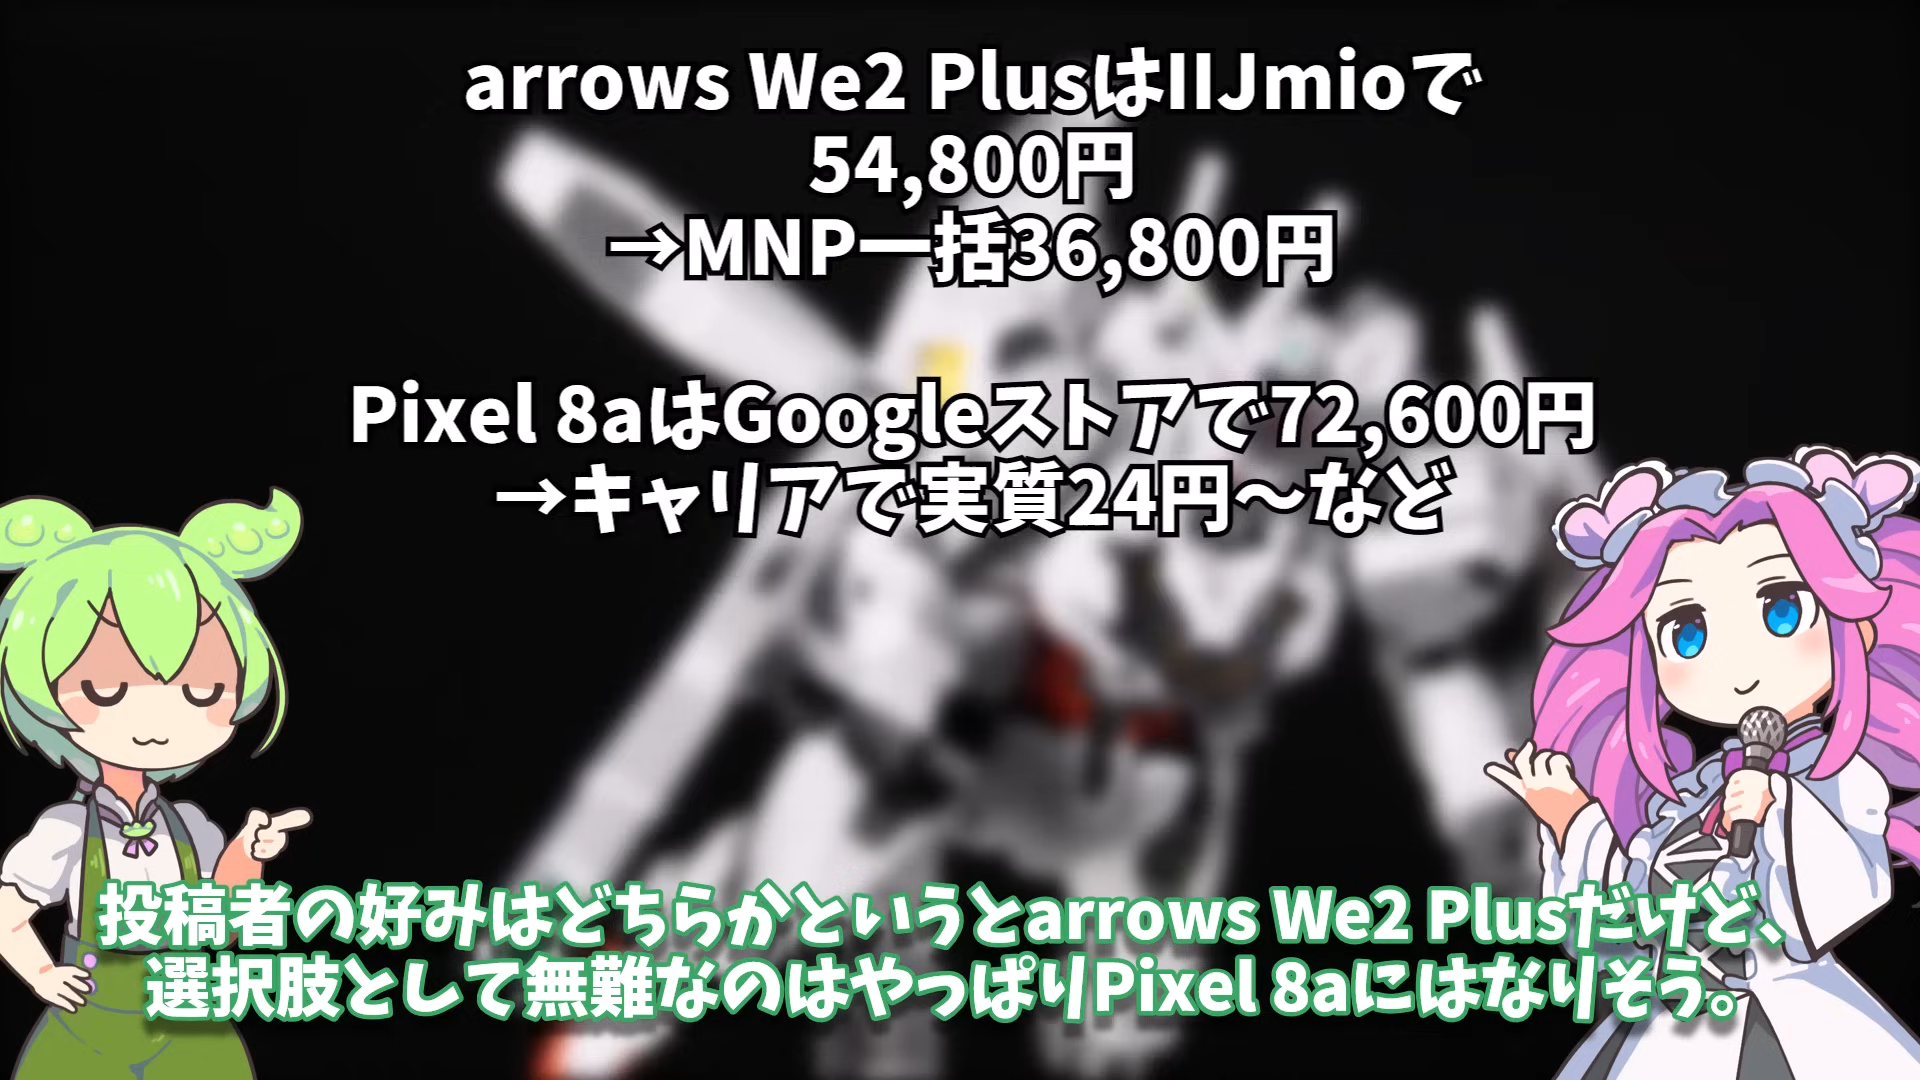 arrows We2 PlusはIIJmioで
54,800円
→MNP一括36,800円
Pixel 8aはGoogleストアで72,600円
→キャリアで実質24円～など
投稿者の好みはどちらかというとarrows We2 Plusだけど、
選択肢として無難なのはやっぱりPixel 8aにはなりそう。